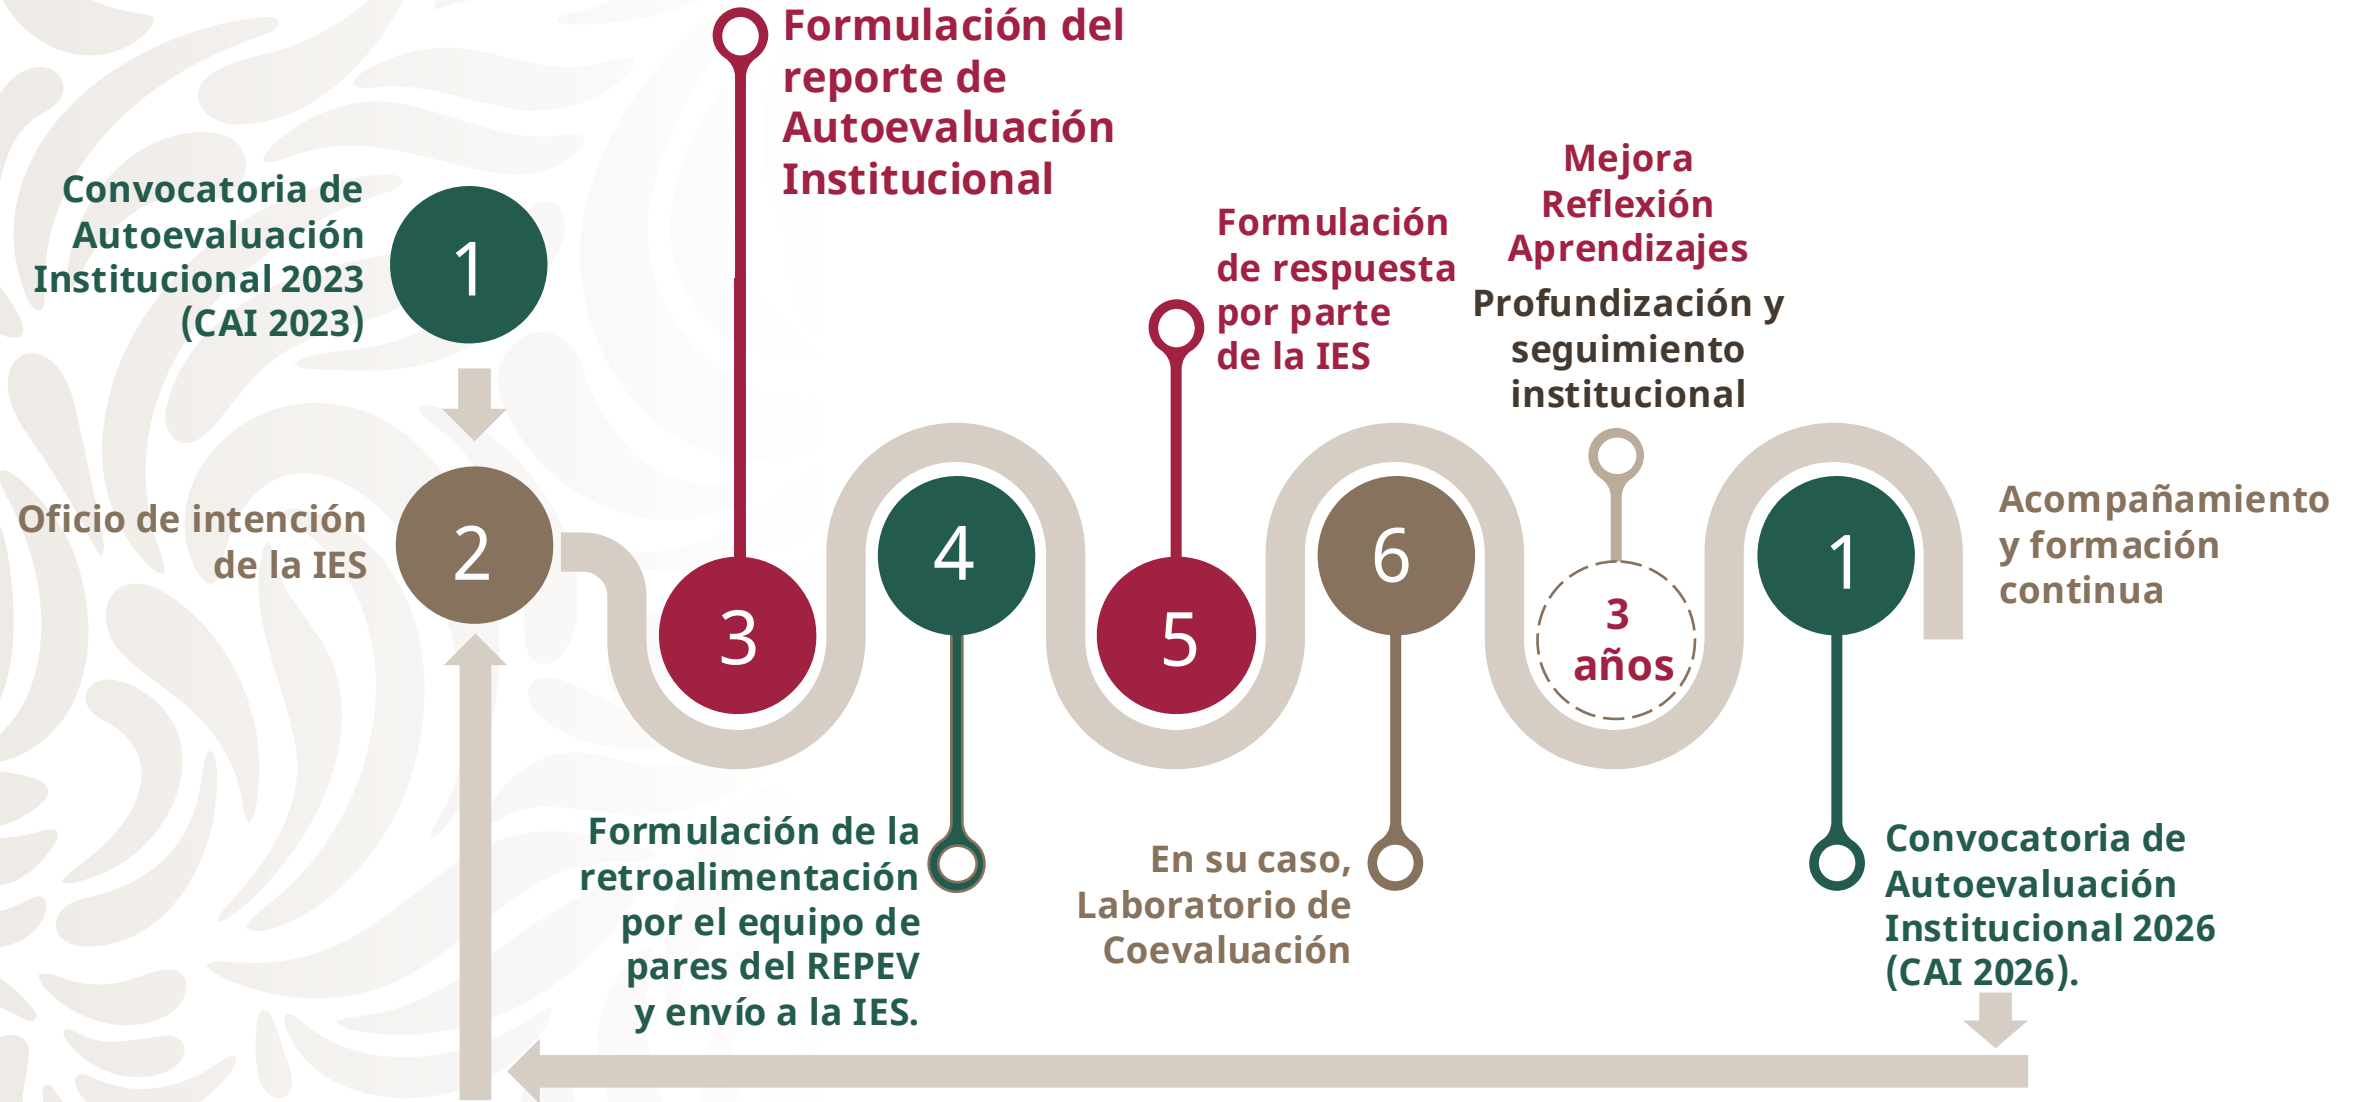 Convocatoria de
Autoevaluación
Institucional 2023
(CAI 2023)
1
Oficio de intención
de la IES
2
Formulación del
reporte de
Autoevaluación
Institucional
3
4
Formulación de la
retroalimentación
por el equipo de
pares del REPEV
y envío a la IES.
Formulación
de respuesta
por parte
de la IES
5
6
En su caso,
Laboratorio de
Coevaluación
Mejora
Reflexión
Aprendizajes
Profundización y
seguimiento
institucional
3
años
1
Convocatoria de
Autoevaluación
Institucional 2026
(CAI 2026).
Acompañamiento
y formación
continua